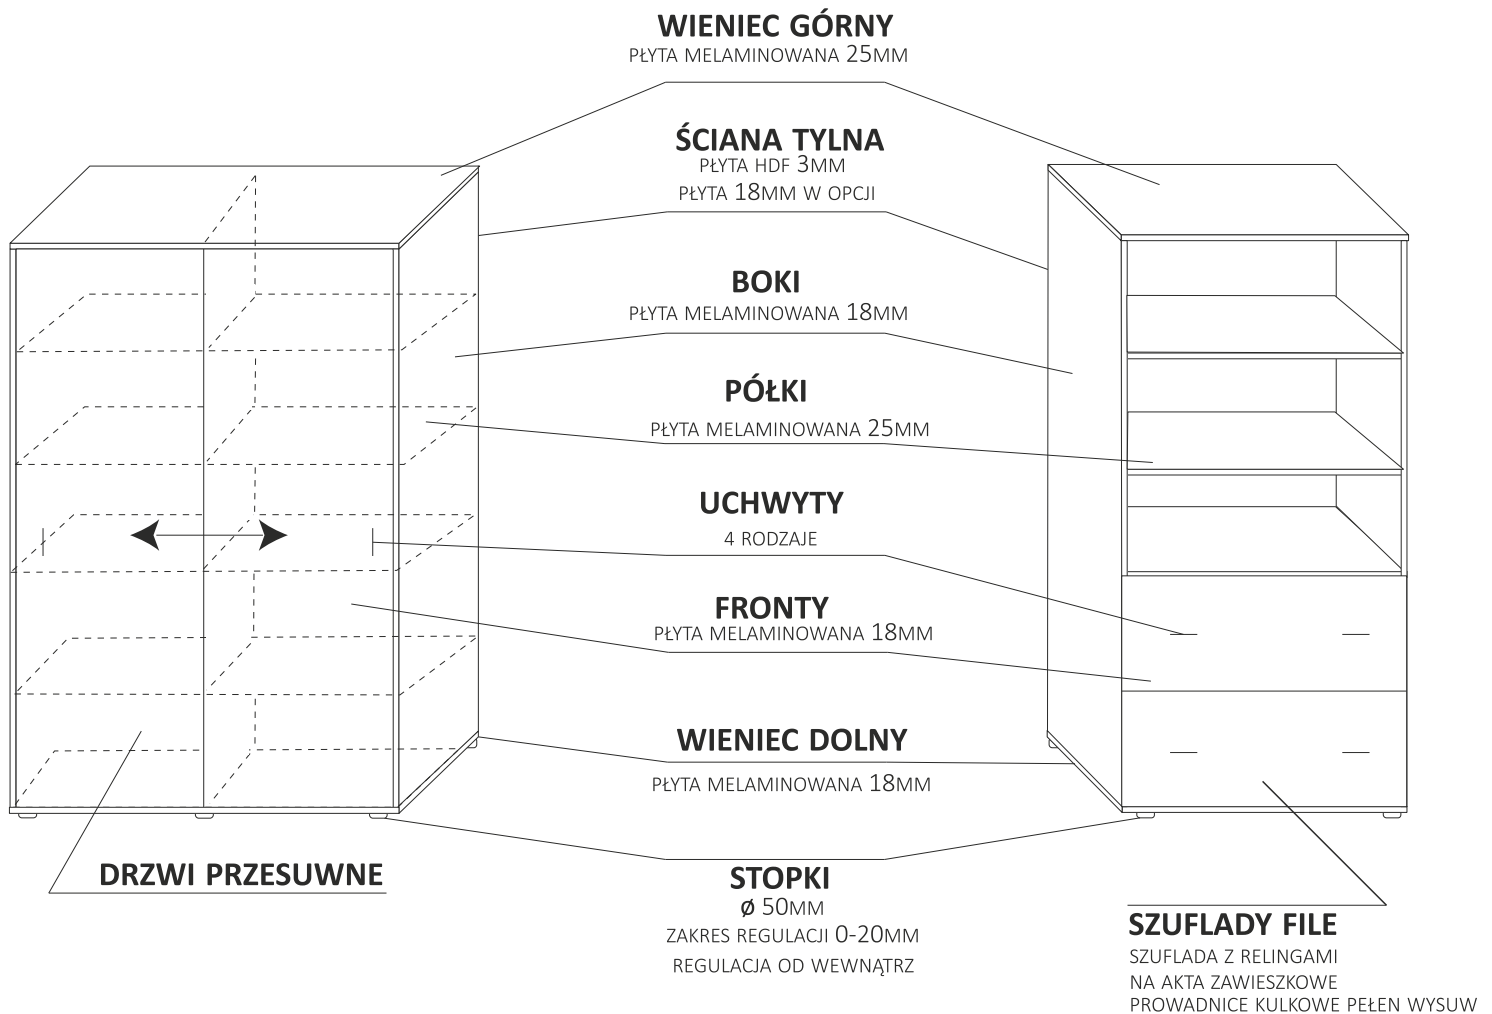 WIENIEC GÓRNY
PŁYTA MELAMINOWANA 25MM
ŚCIANA TYLNA
PŁYTA HDF 3MM
PŁYTA 18MM W OPCJI
BOKI
PŁYTA MELAMINOWANA 18MM
PÓŁKI
PŁYTA MELAMINOWANA 25MM
UCHWYTY
4 RODZAJE
FRONTY
PŁYTA MELAMINOWANA 18MM
WIENIEC DOLNY
PŁYTA MELAMINOWANA 18MM
DRZWI PRZESUWNE
STOPKI
Ø 50MM
ZAKRES REGULACJI 0-20MM
REGULACJA OD WEWNĄTRZ
SZUFLADY FILE
SZUFLADA Z RELINGAMI
NA AKTA ZAWIESZKOWE
PROWADNICE KULKOWE PEŁEN WYSUW